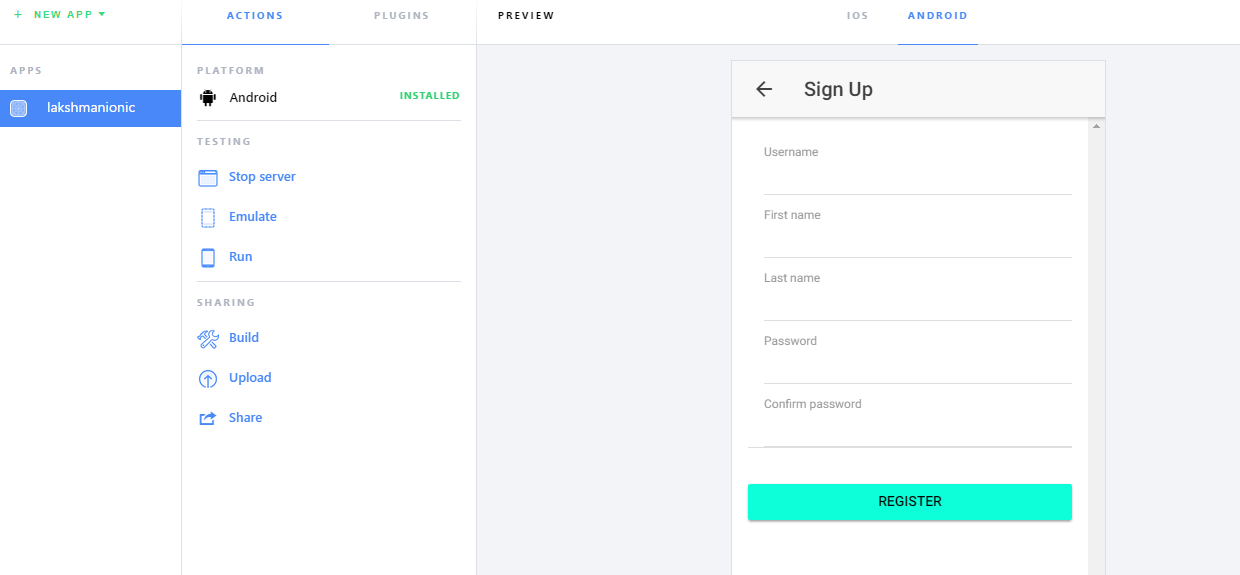 + NEW APP
ACTIONS
PLUGINS
PREVIEW
IOS
ANDROID
APPS
lakshmanionic
PLATFORM
Android
INSTALLED
TESTING
Stop server
Emulate
Run
SHARING
Build
Upload
Share
Sign Up
Username
First name
Last name
Password
Confirm password
REGISTER